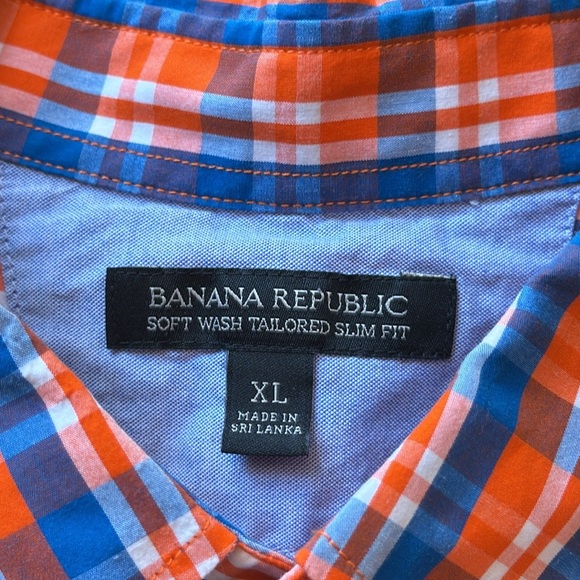 BANANA REPUBLIC
SOFT WASH TAILORED SLIM FIT
XL
MADE IN
SRI LANKA